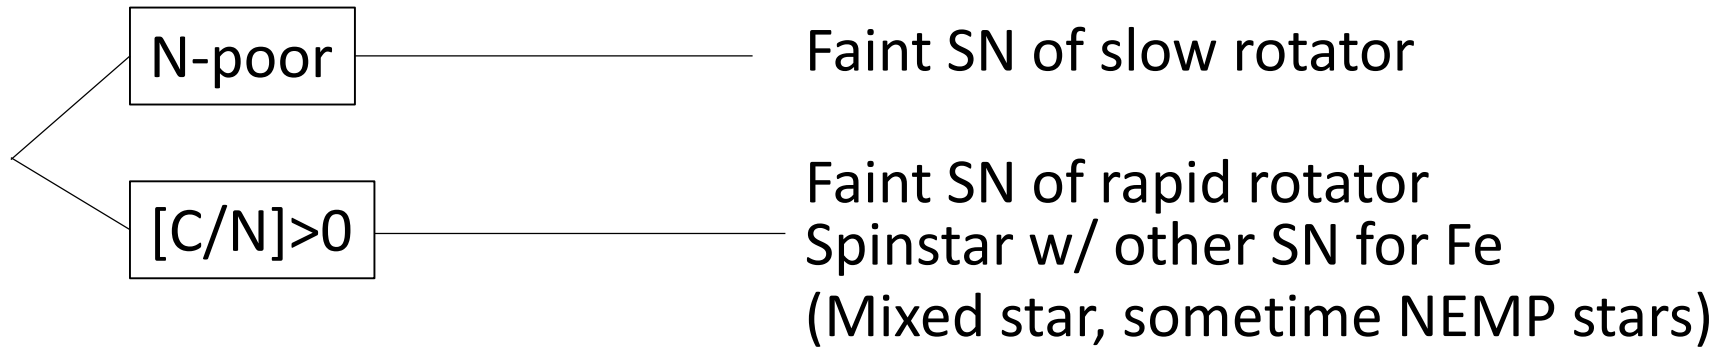 N-poor
Faint SN of slow rotator
[C/N]>0
Faint SN of rapid rotator
Spinstar w/ other SN for Fe
(Mixed star, sometime NEMP stars)